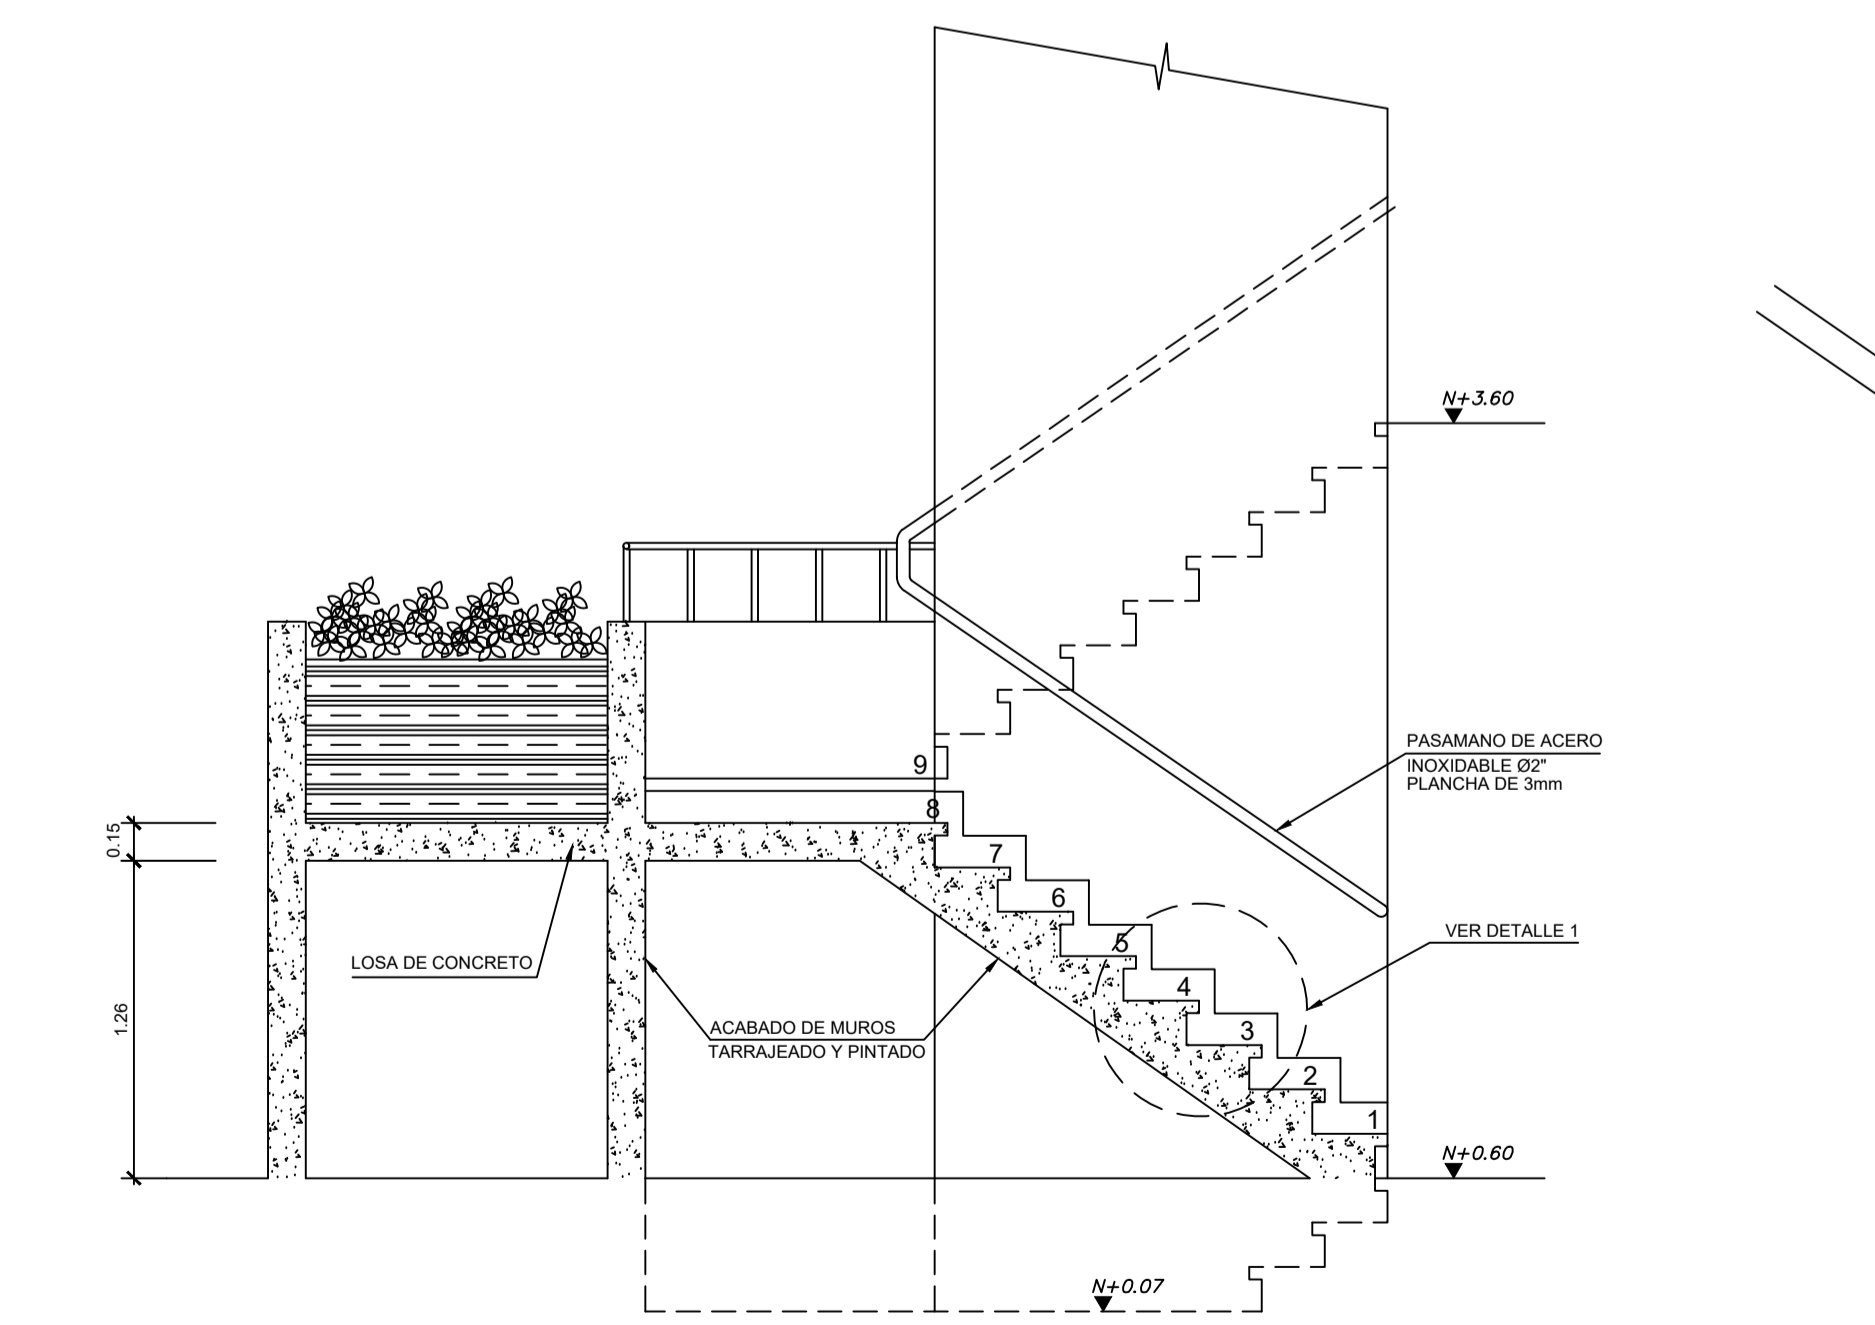 N+3.60
PASAMANO DE ACERO
INOXIDABLE Ø2"
PLANCHA DE 3mm
9
8
7
6
5
4
3
2
1
0.15
1.26
LOSA DE CONCRETO
VER DETALLE 1
ACABADO DE MUROS
TARRAJEADO Y PINTADO
N+0.60
N+0.07